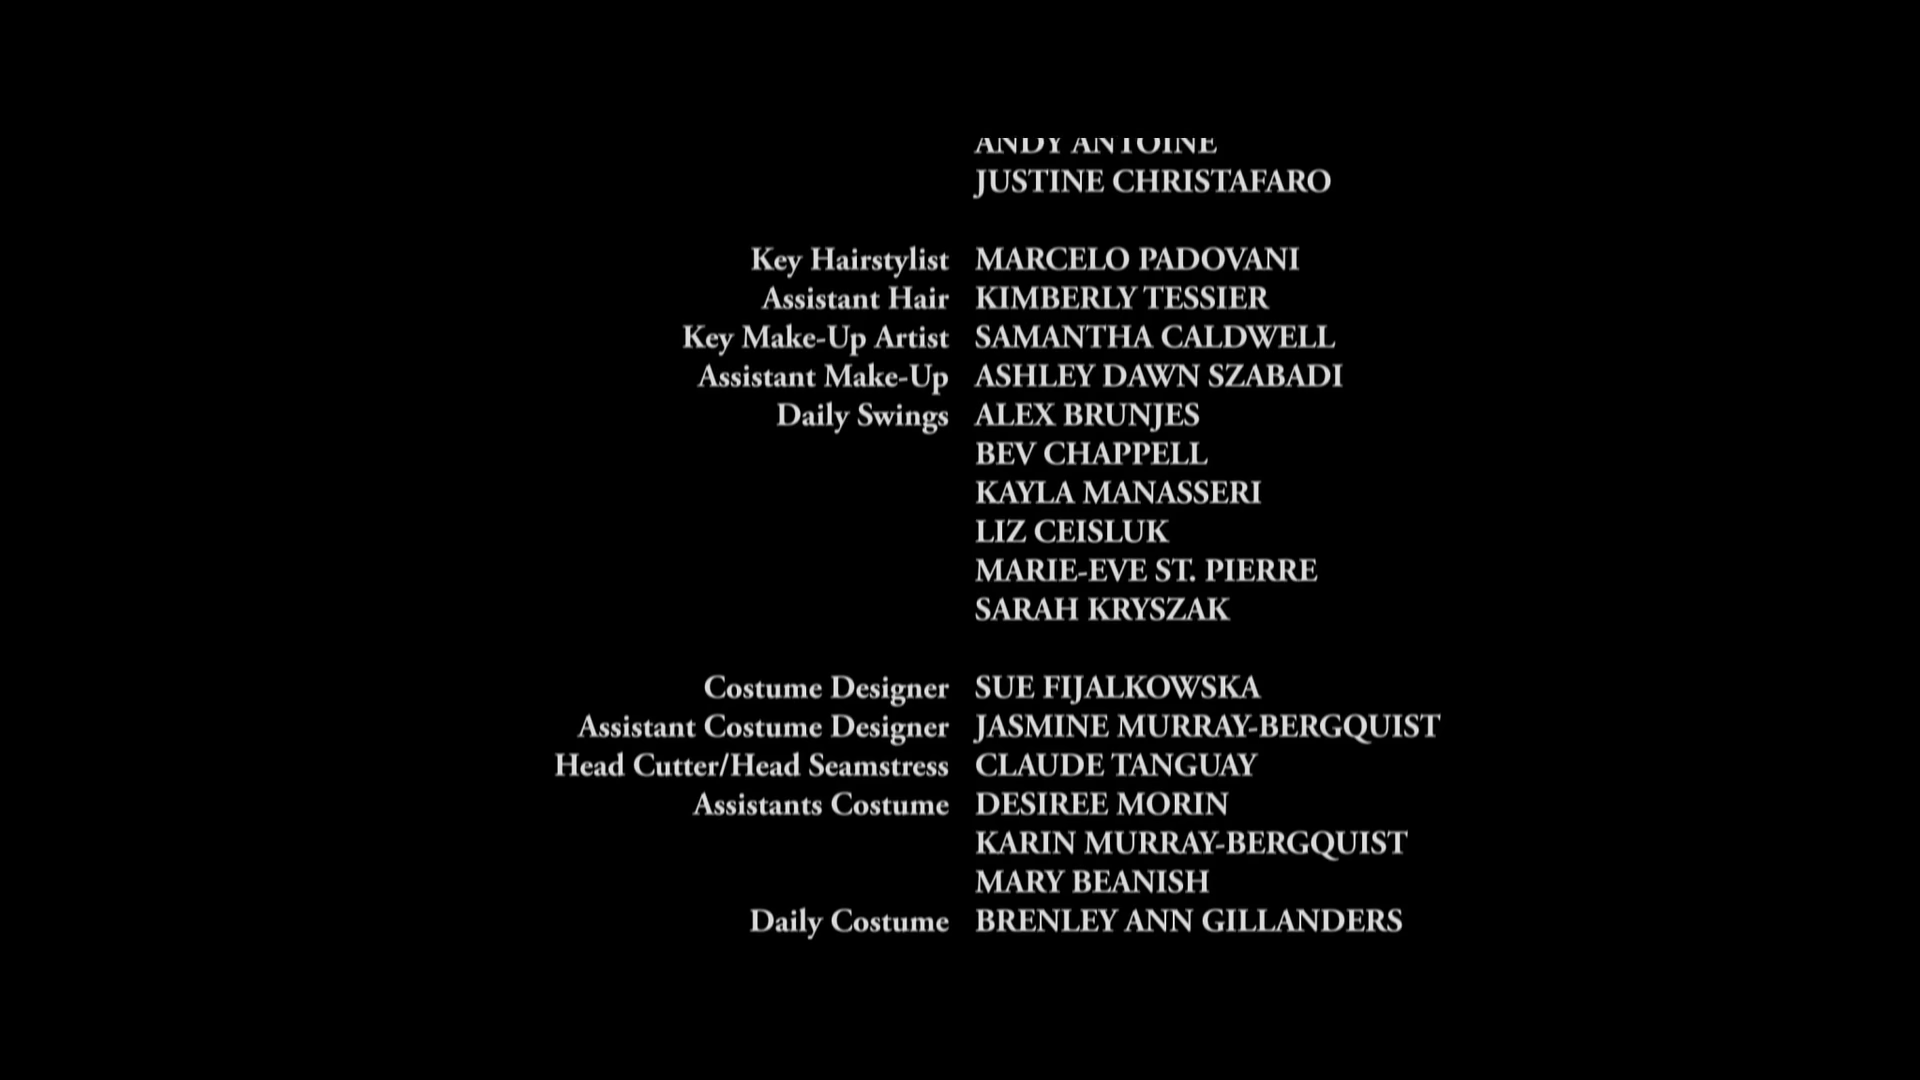 ANDY ANTOINE
JUSTINE CHRISTAFARO
Key Hairstylist MARCELO PADOVANI
Assistant Hair KIMBERLY TESSIER
Key Make-Up Artist SAMANTHA CALDWELL
Assistant Make-Up ASHLEY DAWN SZABADI
Daily Swings ALEX BRUNJES
BEV CHAPPELL
KAYLA MANASSERI
LIZ CEISLUK
MARIE-EVE ST. PIERRE
SARAH KRYSZAK
Costume Designer SUE FIJALKOWSKA
Assistant Costume Designer JASMINE MURRAY-BERGQUIST
Head Cutter/Head Seamstress CLAUDE TANGUAY
Assistants Costume DESIREE MORIN
KARIN MURRAY-BERGQUIST
MARY BEANISH
Daily Costume BRENLEY ANN GILLANDERS